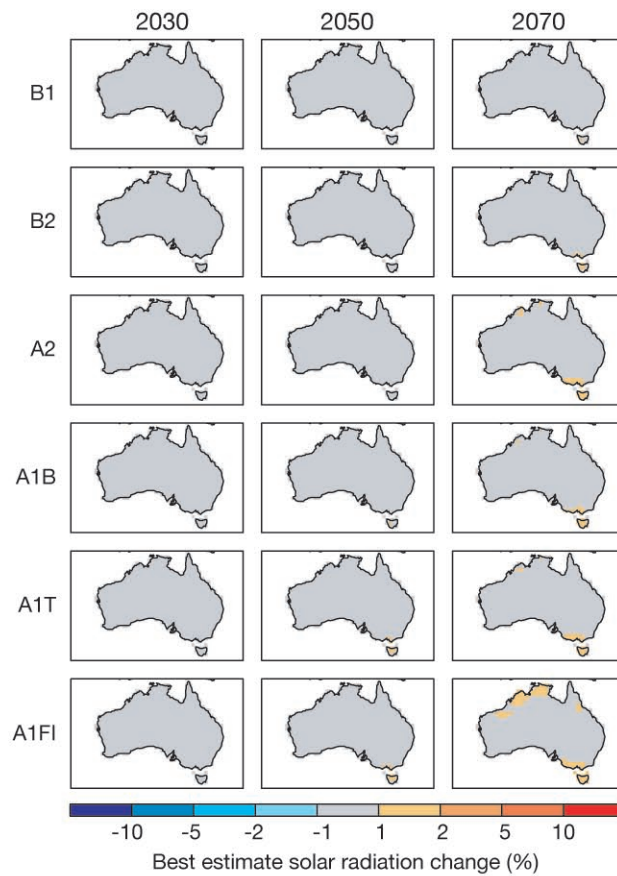 2030 2050 2070
B1
B2
A2
A1B
A1T
A1FI
-10 -5 -2 -1 1 2 5 10
Best estimate solar radiation change (%)